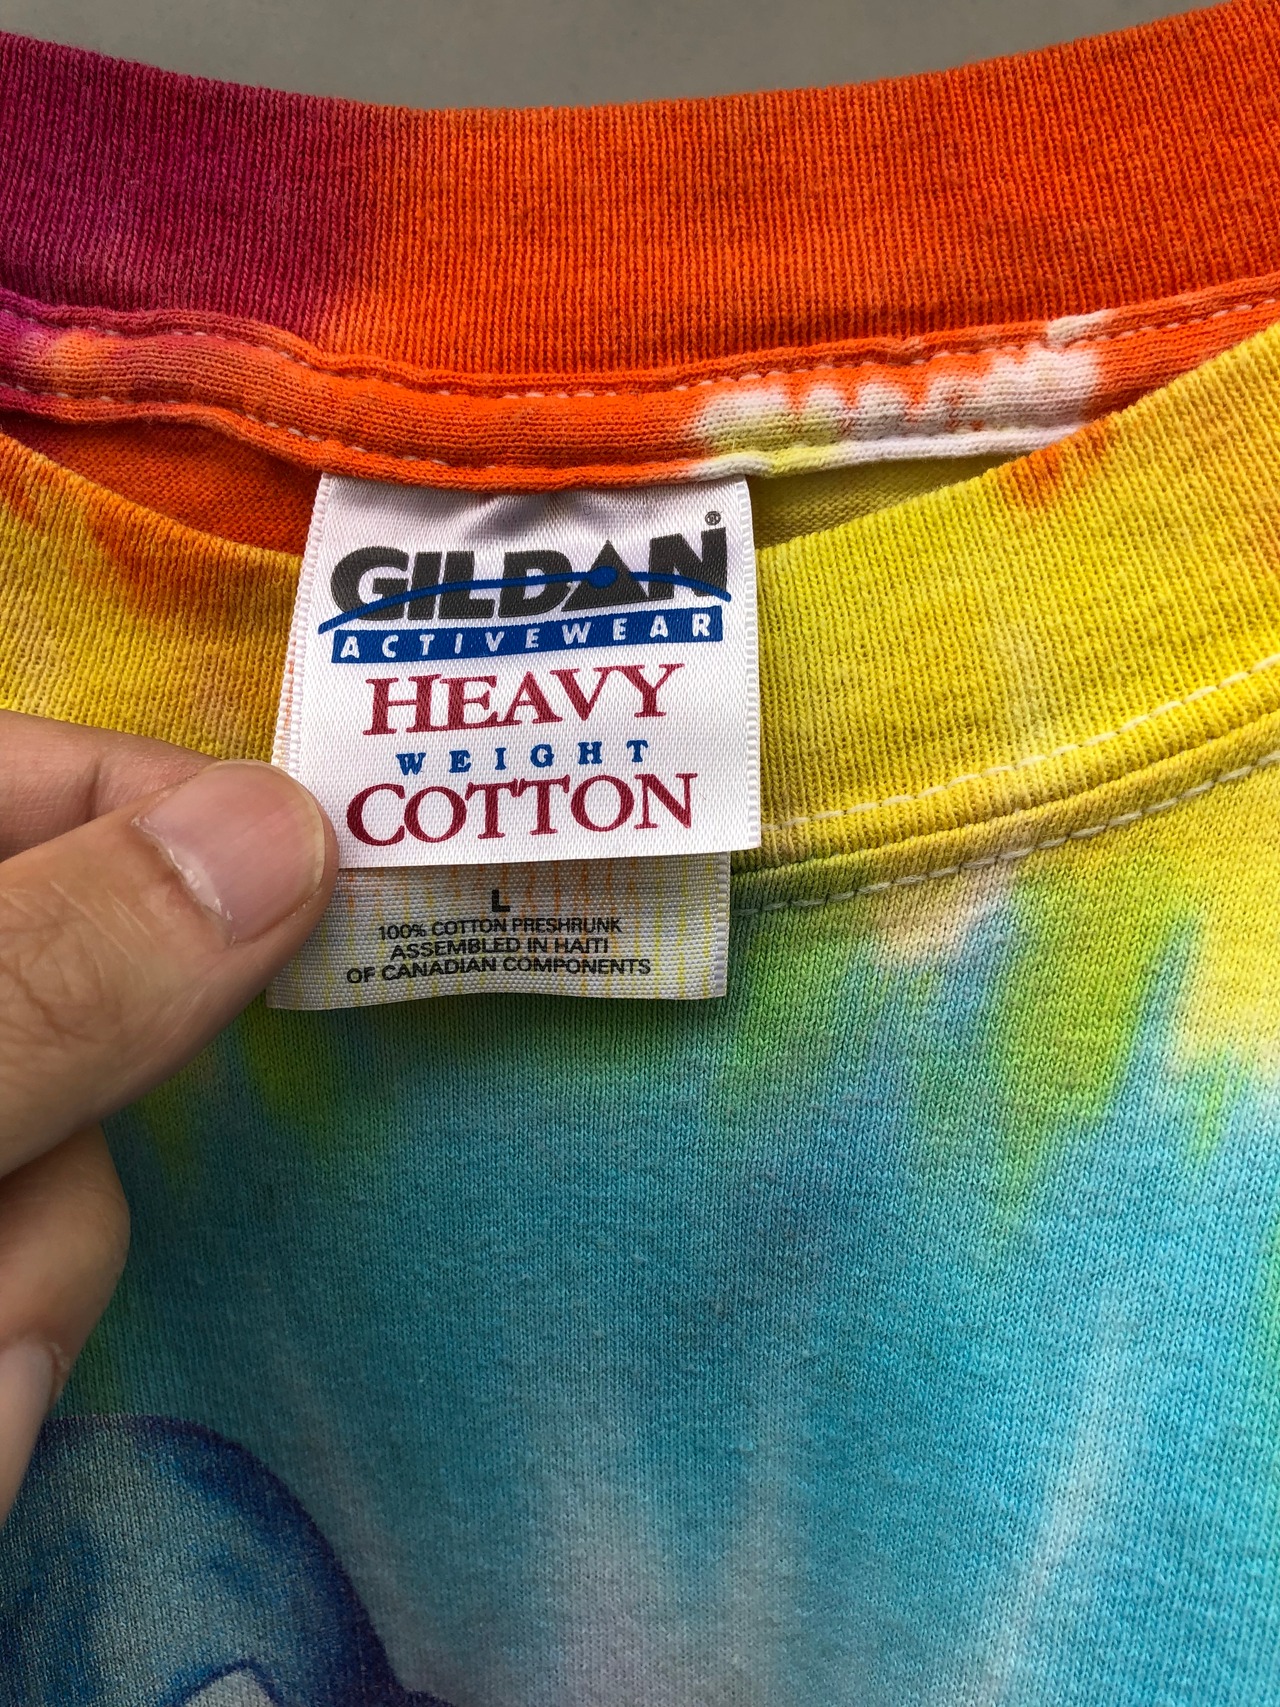 GILDAN®
ACTIVEWEAR
HEAVY
WEIGHT
COTTON
L
100% COTTON PRESHRUNK
ASSEMBLED IN HAITI
OF CANADIAN COMPONENTS